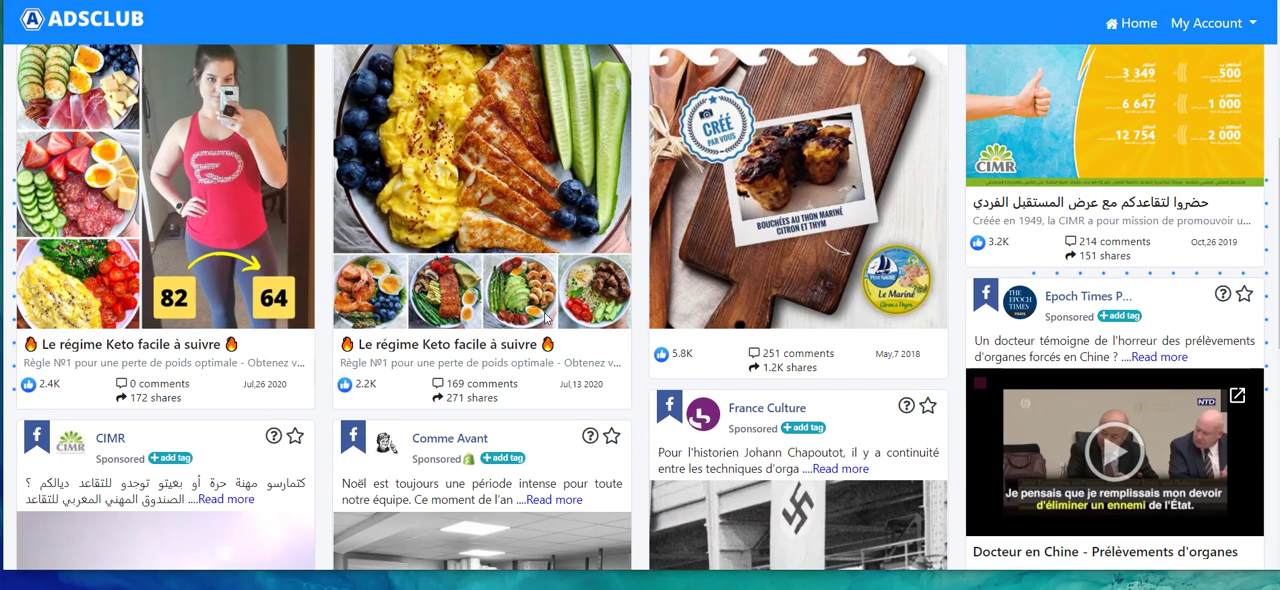 ADSCLUB
Home
My Account
82
64
🔥 Le régime Keto facile à suivre 🔥
Règle №1 pour une perte de poids optimale - Obtenez v...
2.4K
0 comments
172 shares
Jul,26 2020
CIMR
Sponsored
+ add tag
كتمارسو مهنة حرة أو بغيتو توجدو للتقاعد ديالكم ؟
الصندوق المهني المغربي للتقاعد ....Read more
🔥 Le régime Keto facile à suivre 🔥
Règle №1 pour une perte de poids optimale - Obtenez v...
2.2K
169 comments
271 shares
Jul,13 2020
Comme Avant
Sponsored
+ add tag
Noël est toujours une période intense pour toute
notre équipe. Ce moment de l'an ....Read more
CRÉÉ
PAR VOUS
BOUCHÉES AU THON MARINÉ
CITRON ET THYM
PETIT NAVIRE
Le Mariné
Citron & Thym
5.8K
251 comments
1.2K shares
May,7 2018
France Culture
Sponsored
+ add tag
Pour l'historien Johann Chapoutot, il y a continuité
entre les techniques d'orga ....Read more
3 349
500
6 647
1 000
12 754
2 000
CIMR
حضروا لتقاعدكم مع عرض المستقبل الفردي
Créée en 1949, la CIMR a pour mission de promouvoir u...
3.2K
214 comments
151 shares
Oct,26 2019
THE
EPOCH
TIMES
PARIS
Epoch Times P...
Sponsored
+ add tag
Un docteur témoigne de l'horreur des prélèvements
d'organes forcés en Chine ? ....Read more
NTD
Je pensais que je remplissais mon devoir
d'éliminer un ennemi de l'État.
Docteur en Chine - Prélèvements d'organes